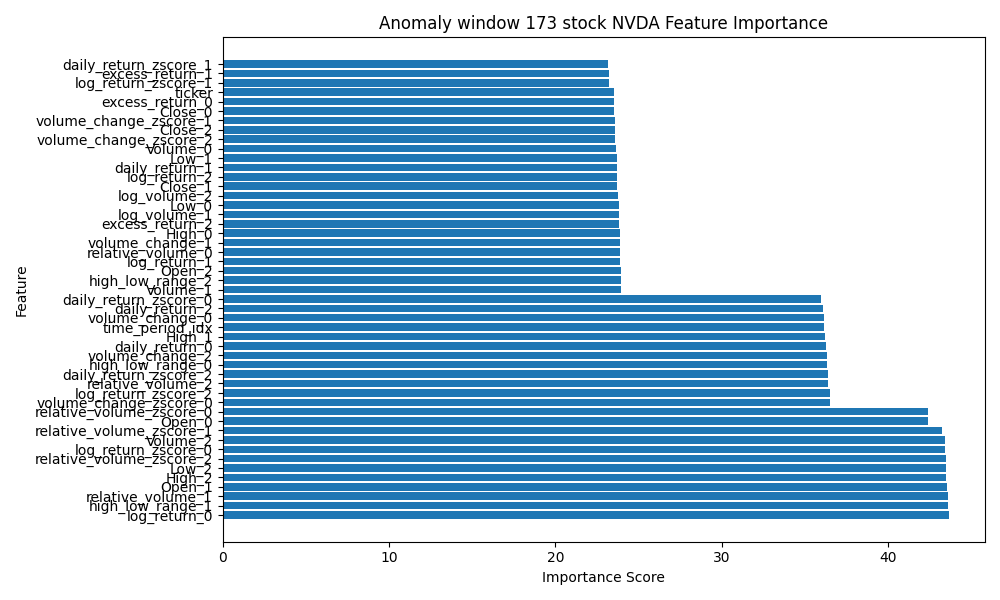 Anomaly window 173 stock NVDA Feature Importance
daily_return_zscore_1
excess_return_1
log_return_zscore_1
ticker
excess_return_0
Close_0
volume_change_zscore_1
Close_2
volume_change_zscore_2
Volume_0
Low_1
daily_return_1
log_return_2
Close_1
log_volume_2
Low_0
log_volume_1
excess_return_2
High_0
volume_change_1
relative_volume_0
log_return_1
Open_2
high_low_range_2
Volume_1
daily_return_zscore_0
daily_return_2
volume_change_0
time_period_idx
High_1
daily_return_0
volume_change_2
high_low_range_0
daily_return_zscore_2
relative_volume_2
log_return_zscore_2
volume_change_zscore_0
relative_volume_zscore_0
Open_0
relative_volume_zscore_1
Volume_2
log_return_zscore_0
relative_volume_zscore_2
Low_2
High_2
Open_1
relative_volume_1
high_low_range_1
log_return_0
Feature
0 10 20 30 40
Importance Score